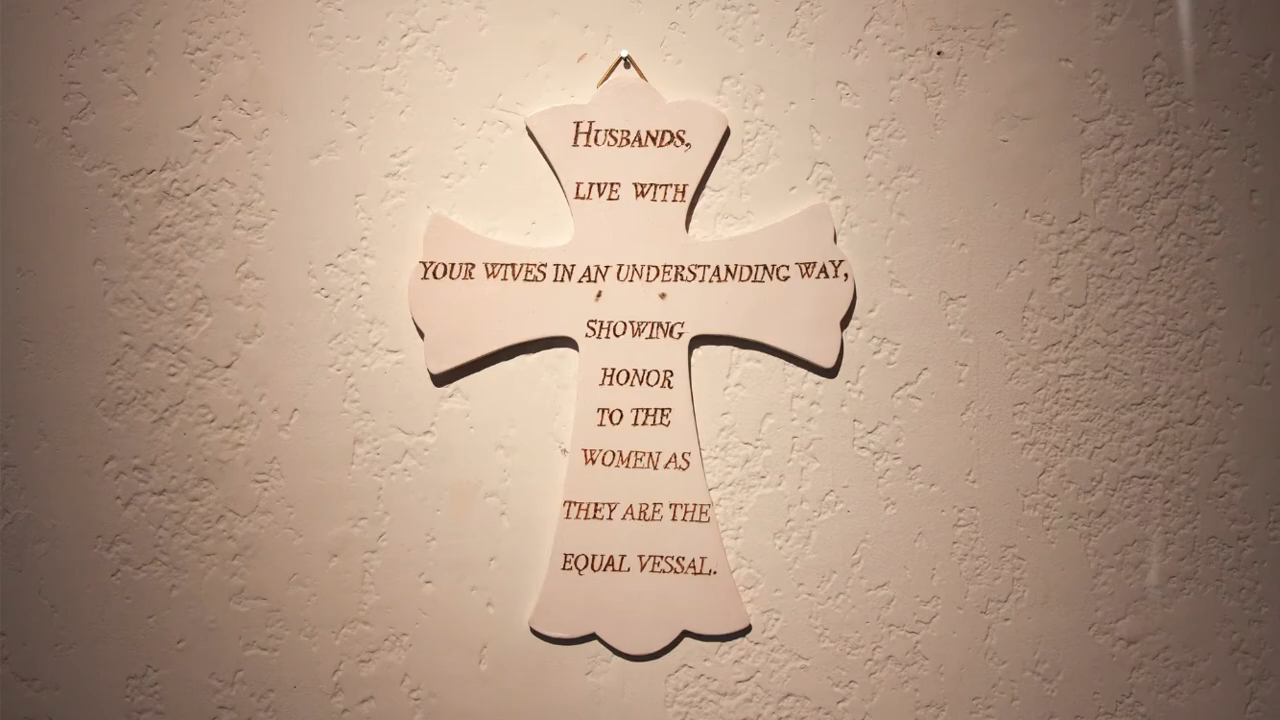 HUSBANDS,
LIVE WITH
YOUR WIVES IN AN UNDERSTANDING WAY,
SHOWING
HONOR
TO THE
WOMEN AS
THEY ARE THE
EQUAL VESSAL.